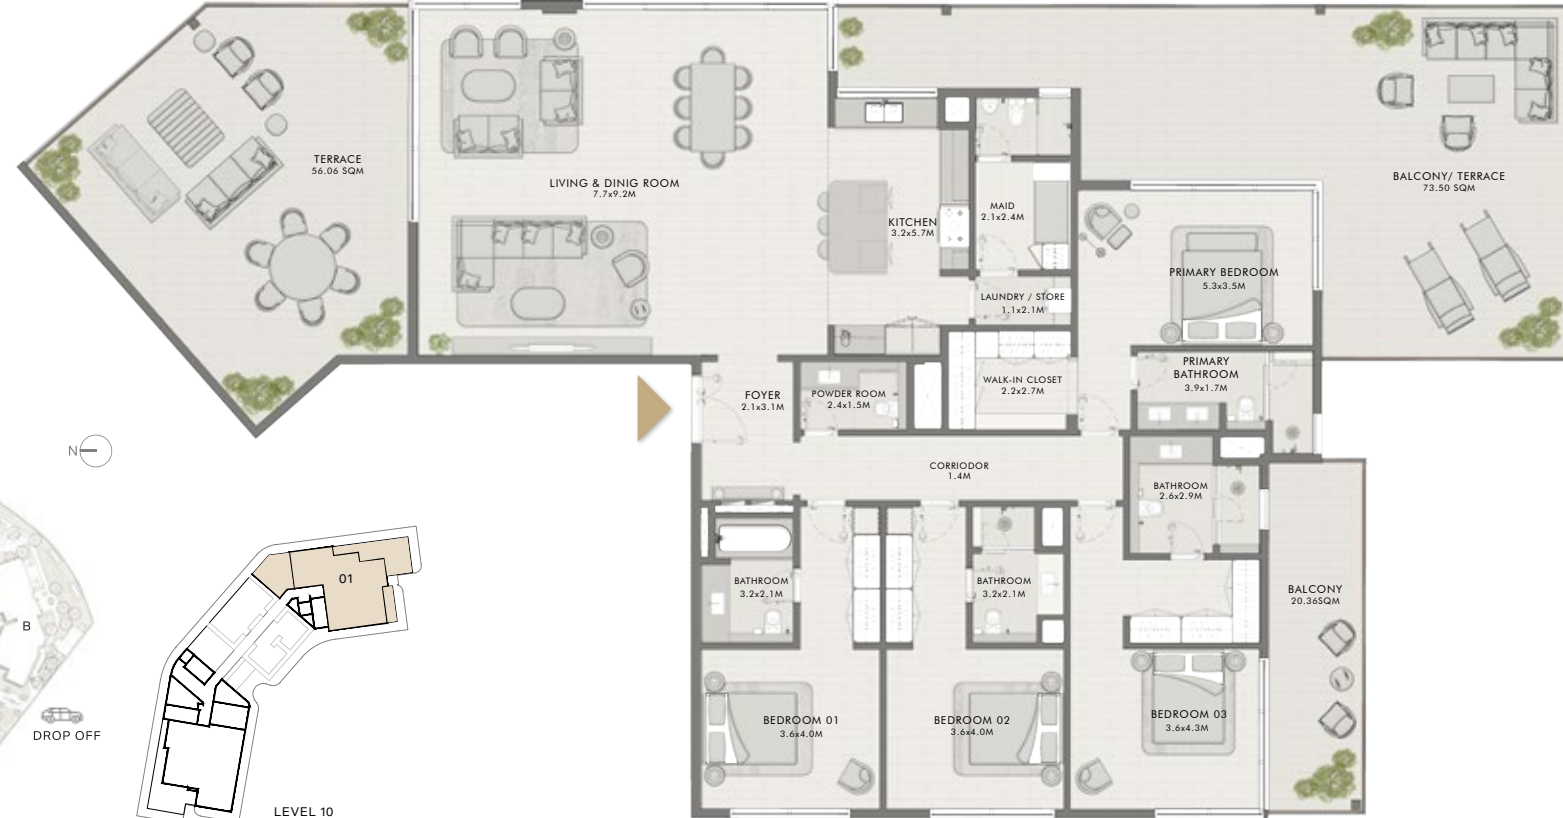 TERRACE
56.06 SQM
LIVING & DINIG ROOM
7.7x9.2M
KITCHEN
3.2x5.7M
MAID
2.1x2.4M
LAUNDRY / STORE
1.1x2.1M
BALCONY/ TERRACE
73.50 SQM
PRIMARY BEDROOM
5.3x3.5M
PRIMARY
BATHROOM
3.9x1.7M
WALK-IN CLOSET
2.2x2.7M
POWDER ROOM
2.4x1.5M
FOYER
2.1x3.1M
N
CORRIODOR
1.4M
BATHROOM
2.6x2.9M
BATHROOM
3.2x2.1M
BATHROOM
3.2x2.1M
BALCONY
20.36SQM
BEDROOM 01
3.6x4.0M
BEDROOM 02
3.6x4.0M
BEDROOM 03
3.6x4.3M
01
B
DROP OFF
LEVEL 10